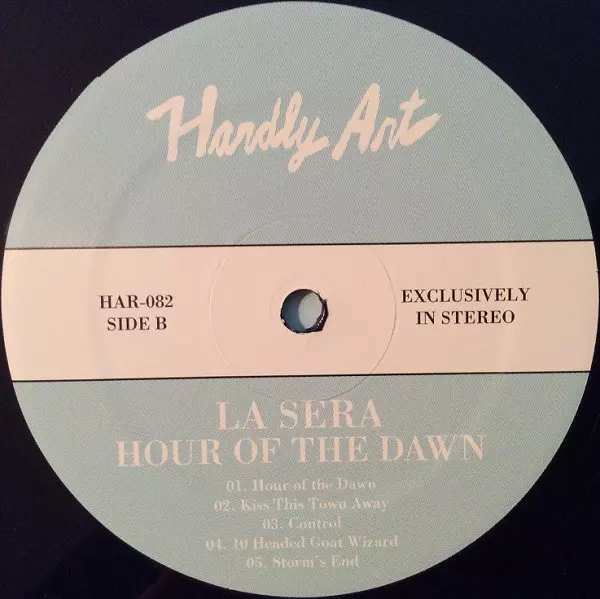 Hardly Art
HAR-082
SIDE B
EXCLUSIVELY
IN STEREO
LA SERA
HOUR OF THE DAWN
01. Hour of the Dawn
02. Kiss This Town Away
03. Control
04. 10 Headed Goat Wizard
05. Storm's End